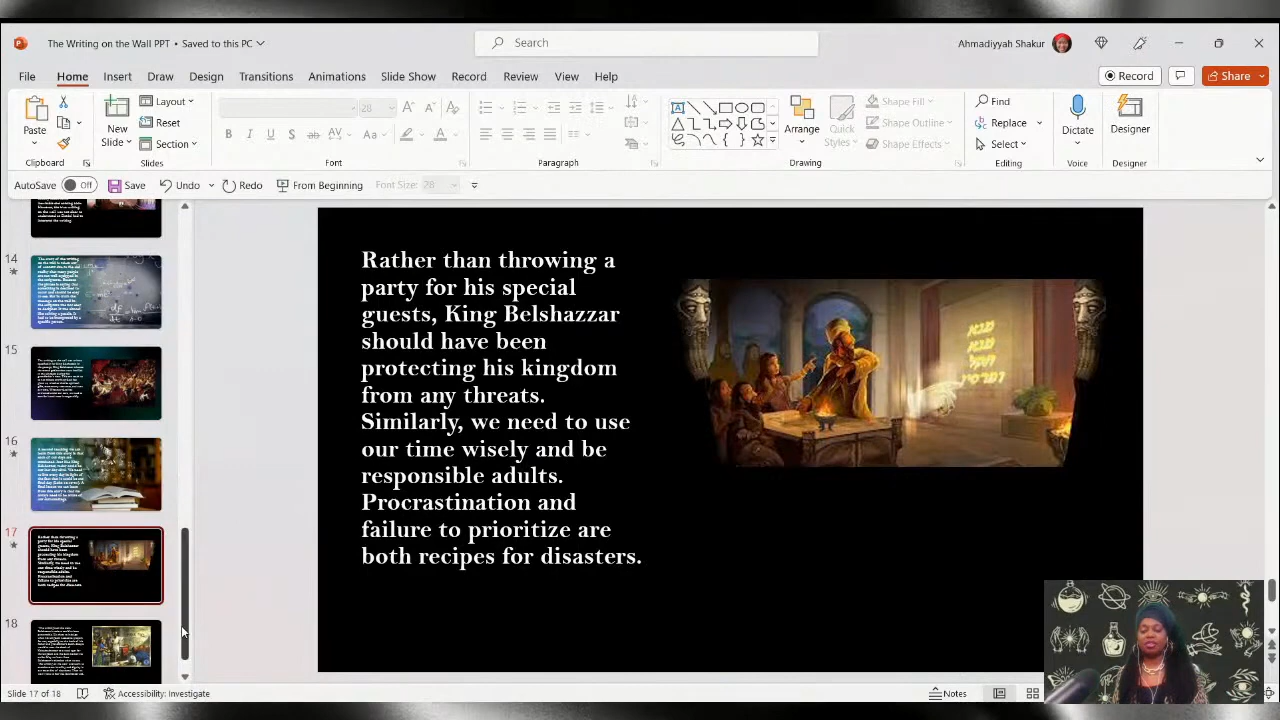 The Writing on the Wall PPT • Saved to this PC
Search
Ahmadiyyah Shakur
File Home Insert Draw Design Transitions Animations Slide Show Record Review View Help
Record
Share
Paste
New
Slide
Layout
Reset
Section
28
Arrange
Quick
Styles
Shape Fill
Shape Outline
Shape Effects
Find
Replace
Select
Dictate
Designer
Clipboard Slides Font Paragraph Drawing Editing Voice Designer
AutoSave Off Save Undo Redo From Beginning Font Size: 28
14
15
16
17
18
Rather than throwing a
party for his special
guests, King Belshazzar
should have been
protecting his kingdom
from any threats.
Similarly, we need to use
our time wisely and be
responsible adults.
Procrastination and
failure to prioritize are
both recipes for disasters.
מנא
מנא
תקל
ופרסין
Slide 17 of 18
Accessibility: Investigate
Notes